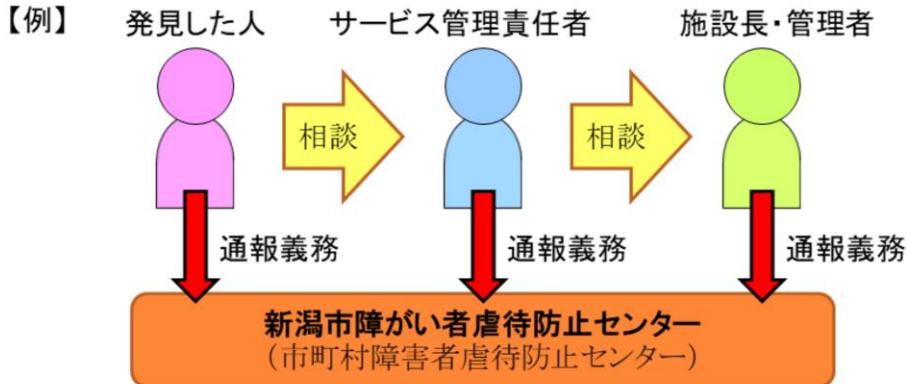 【例】 発見した人 サービス管理責任者 施設長・管理者
相談 相談
通報義務 通報義務 通報義務
新潟市障がい者虐待防止センター
（市町村障害者虐待防止センター）